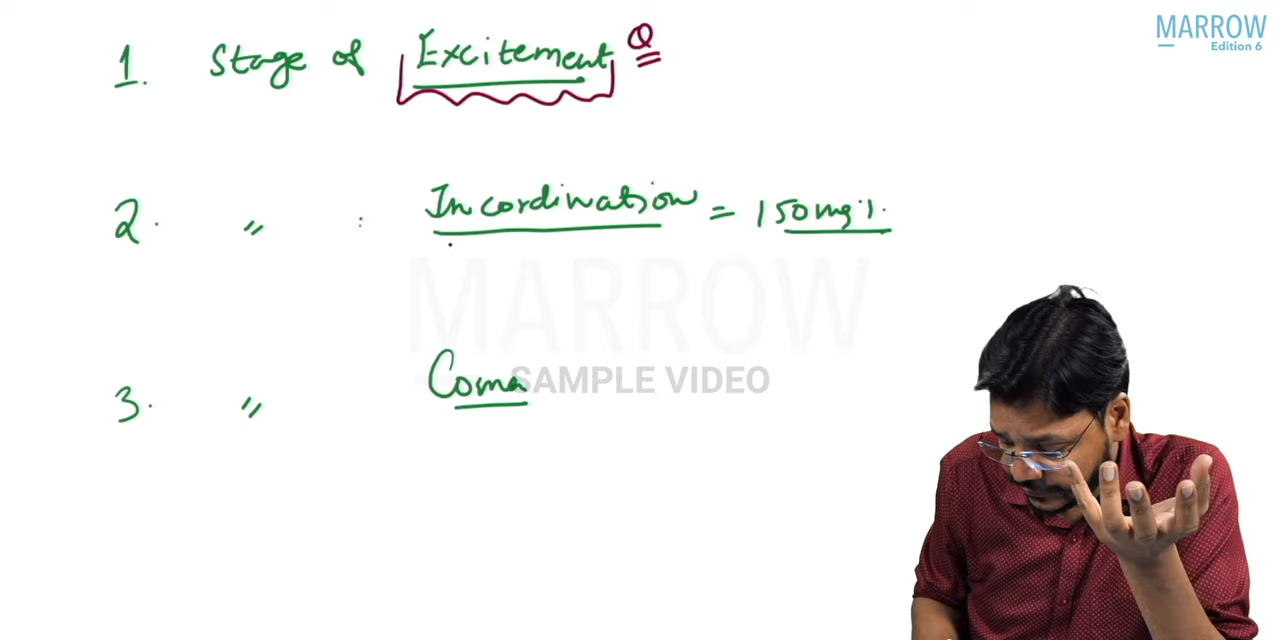 MARROW
Edition 6
1. Stage of Excitement Q
2. " : Incordination = 150mg%.
MARROW
SAMPLE VIDEO
3. " Coma